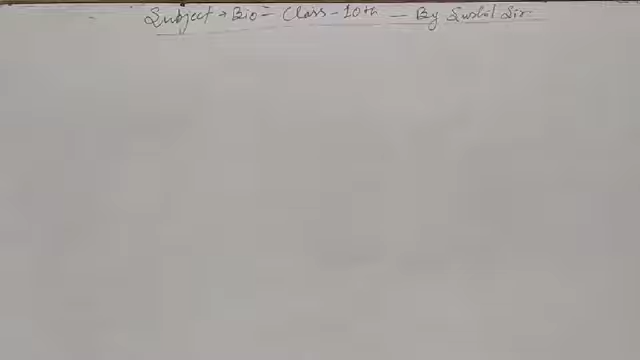 Subject → Bio - Class - 10th — By Sushil Sir